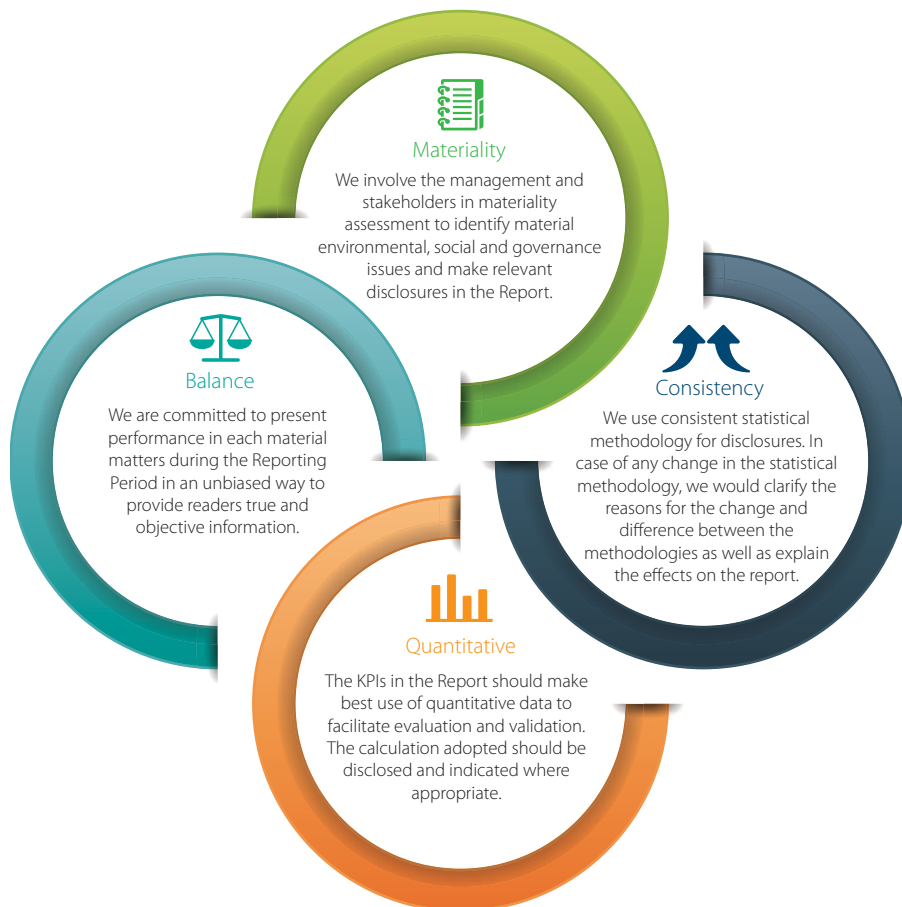 Materiality
We involve the management and
stakeholders in materiality
assessment to identify material
environmental, social and governance
issues and make relevant
disclosures in the Report.
Balance
We are committed to present
performance in each material
matters during the Reporting
Period in an unbiased way to
provide readers true and
objective information.
Consistency
We use consistent statistical
methodology for disclosures. In
case of any change in the statistical
methodology, we would clarify the
reasons for the change and
difference between the
methodologies as well as explain
the effects on the report.
Quantitative
The KPIs in the Report should make
best use of quantitative data to
facilitate evaluation and validation.
The calculation adopted should be
disclosed and indicated where
appropriate.